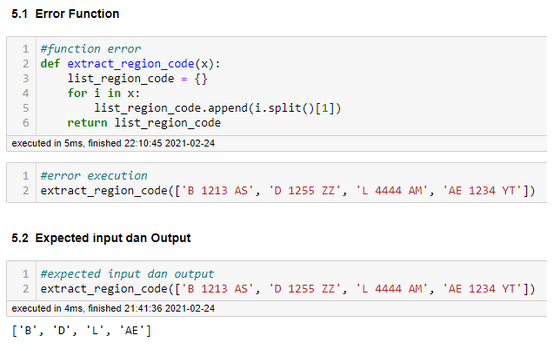 5.1 Error Function
1 #function error
2 def extract_region_code(x):
3     list_region_code = {}
4     for i in x:
5         list_region_code.append(i.split()[1])
6     return list_region_code
executed in 5ms, finished 22:10:45 2021-02-24
1 #error execution
2 extract_region_code(['B 1213 AS', 'D 1255 ZZ', 'L 4444 AM', 'AE 1234 YT'])
5.2 Expected input dan Output
1 #expected input dan output
2 extract_region_code(['B 1213 AS', 'D 1255 ZZ', 'L 4444 AM', 'AE 1234 YT'])
executed in 4ms, finished 21:41:36 2021-02-24
['B', 'D', 'L', 'AE']